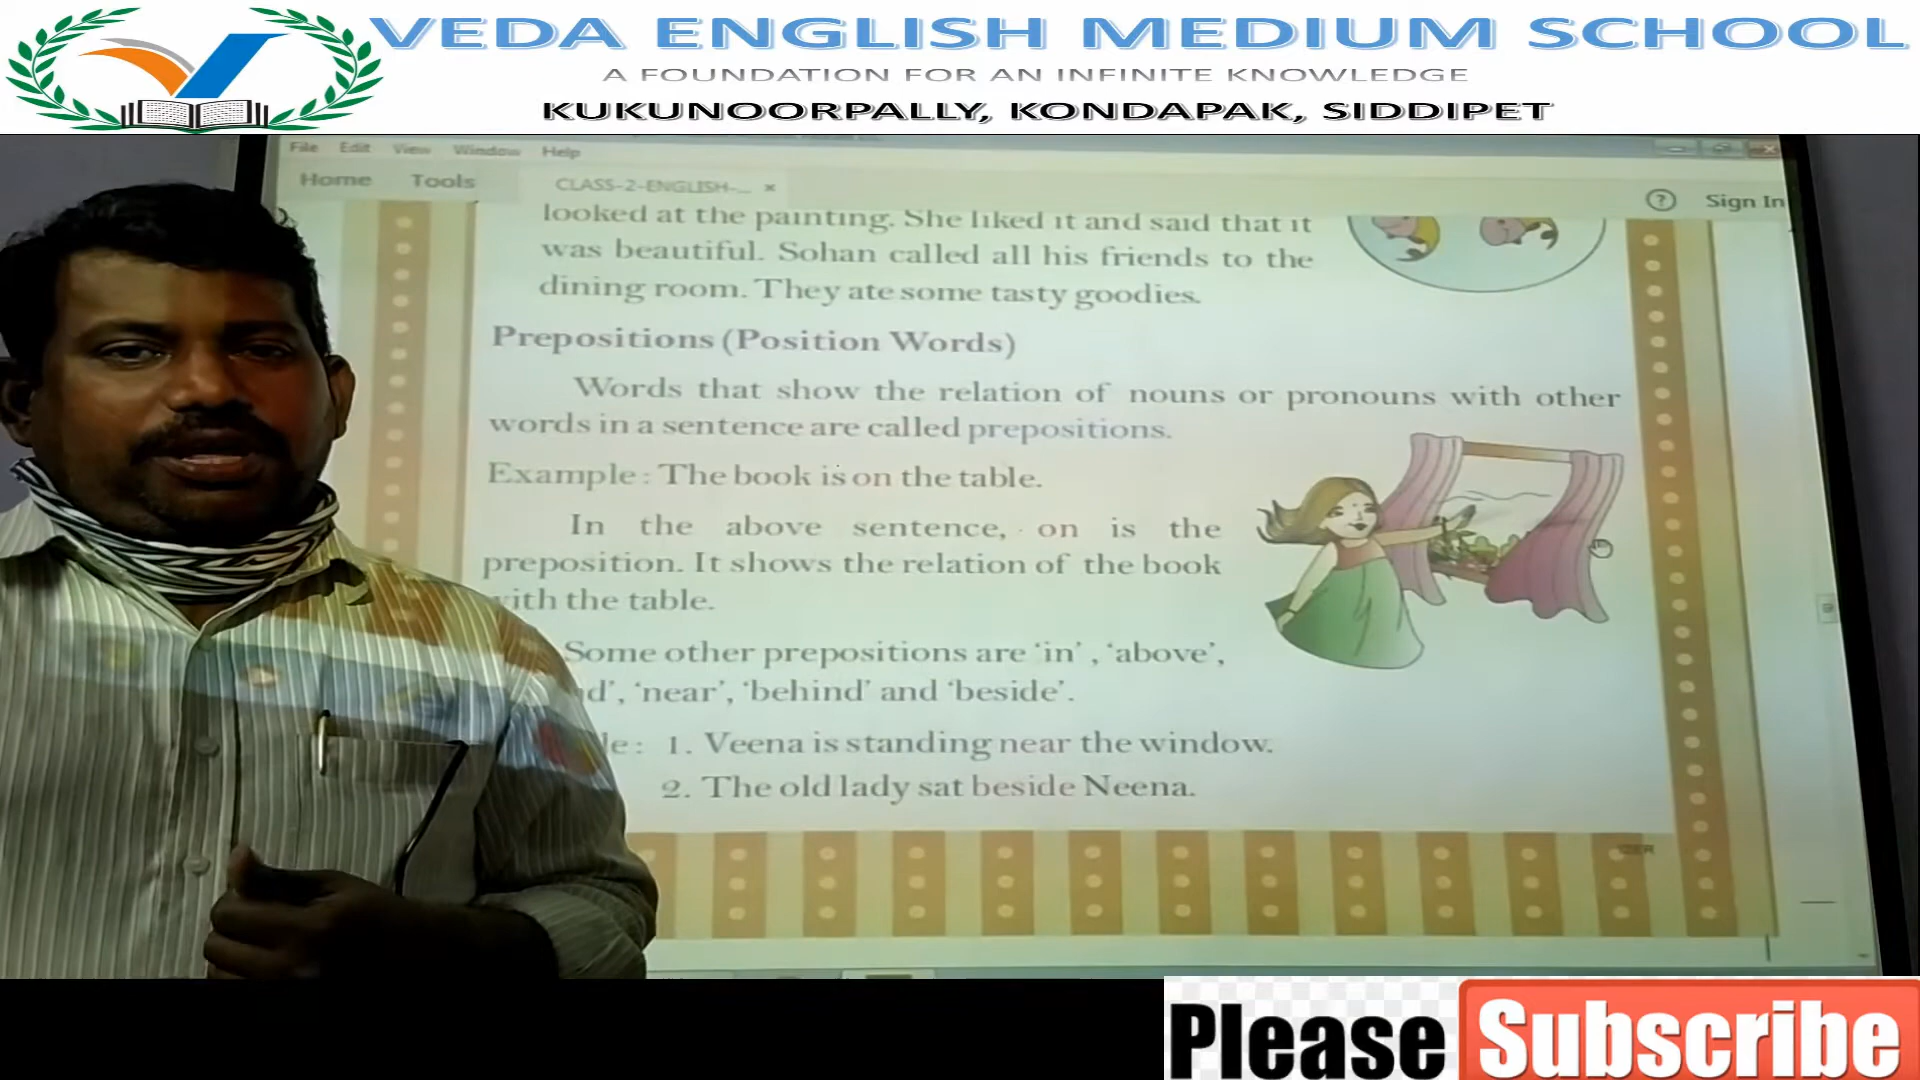 VEDA ENGLISH MEDIUM SCHOOL
A FOUNDATION FOR AN INFINITE KNOWLEDGE
KUKUNOORPALLY, KONDAPAK, SIDDIPET
File Edit View Window Help
Home Tools CLASS-2-ENGLISH-... × ? Sign In
looked at the painting. She liked it and said that it
was beautiful. Sohan called all his friends to the
dining room. They ate some tasty goodies.
Prepositions (Position Words)
Words that show the relation of nouns or pronouns with other
words in a sentence are called prepositions.
Example : The book is on the table.
In the above sentence, on is the
preposition. It shows the relation of the book
with the table.
Some other prepositions are 'in' , 'above',
d', 'near', 'behind' and 'beside'.
le : 1. Veena is standing near the window.
2. The old lady sat beside Neena.
Please Subscribe